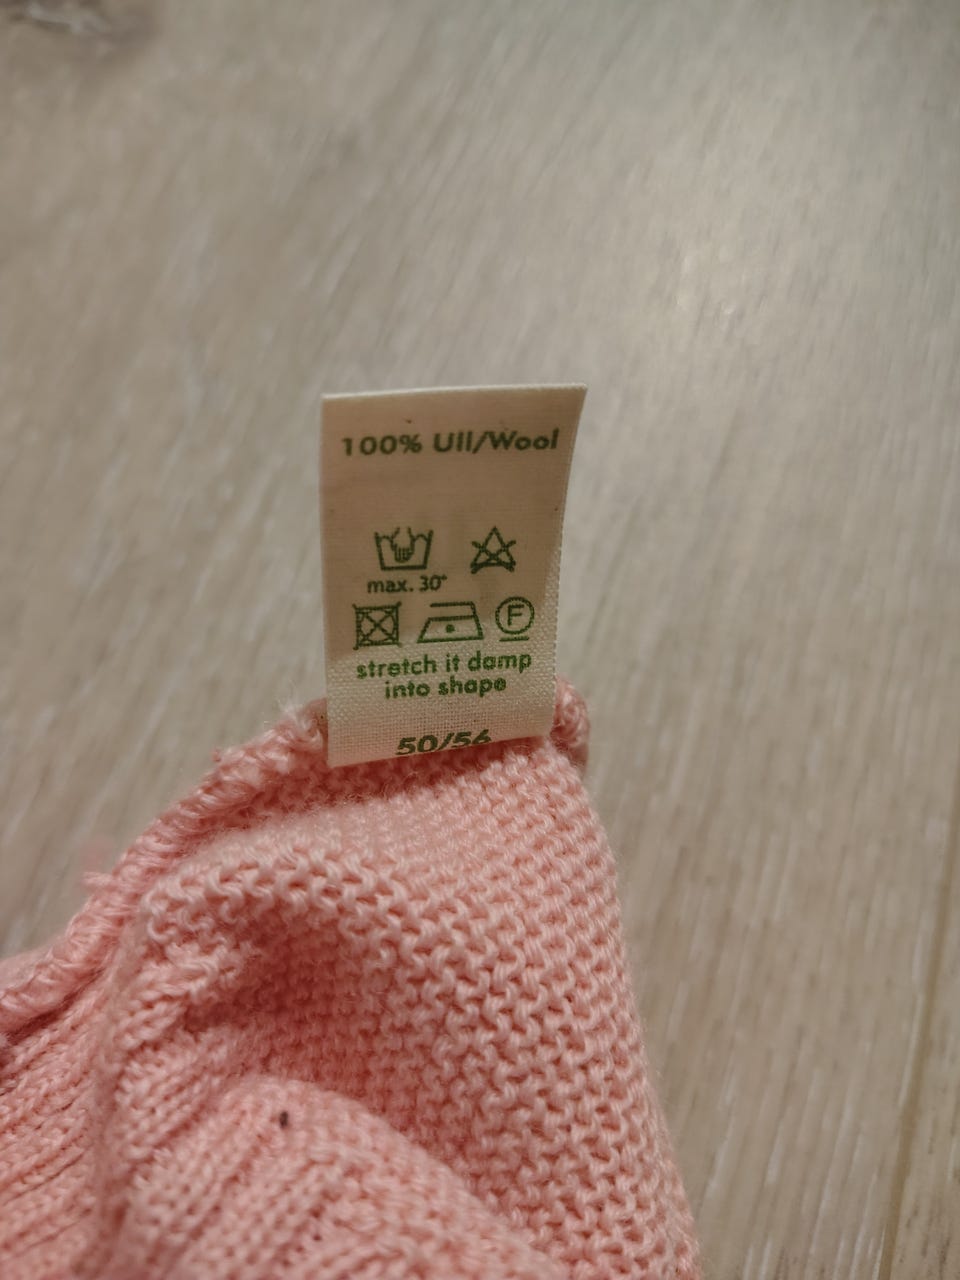 100% Ull/Wool
max. 30°
F
stretch it damp
into shape
50/56